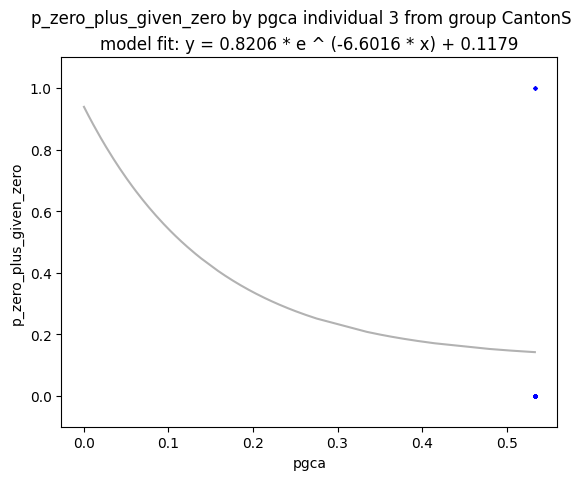 p_zero_plus_given_zero by pgca individual 3 from group CantonS
model fit: y = 0.8206 * e ^ (-6.6016 * x) + 0.1179
1.0
0.8
0.6
0.4
0.2
0.0
p_zero_plus_given_zero
0.0 0.1 0.2 0.3 0.4 0.5
pgca